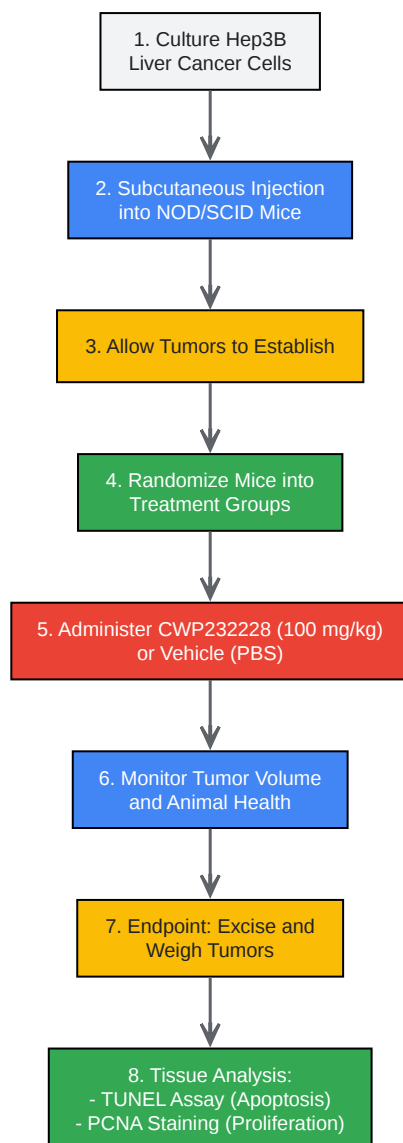 1. Culture Hep3B
Liver Cancer Cells
2. Subcutaneous Injection
into NOD/SCID Mice
3. Allow Tumors to Establish
4. Randomize Mice into
Treatment Groups
5. Administer CWP232228 (100 mg/kg)
or Vehicle (PBS)
6. Monitor Tumor Volume
and Animal Health
7. Endpoint: Excise and
Weigh Tumors
8. Tissue Analysis:
- TUNEL Assay (Apoptosis)
- PCNA Staining (Proliferation)